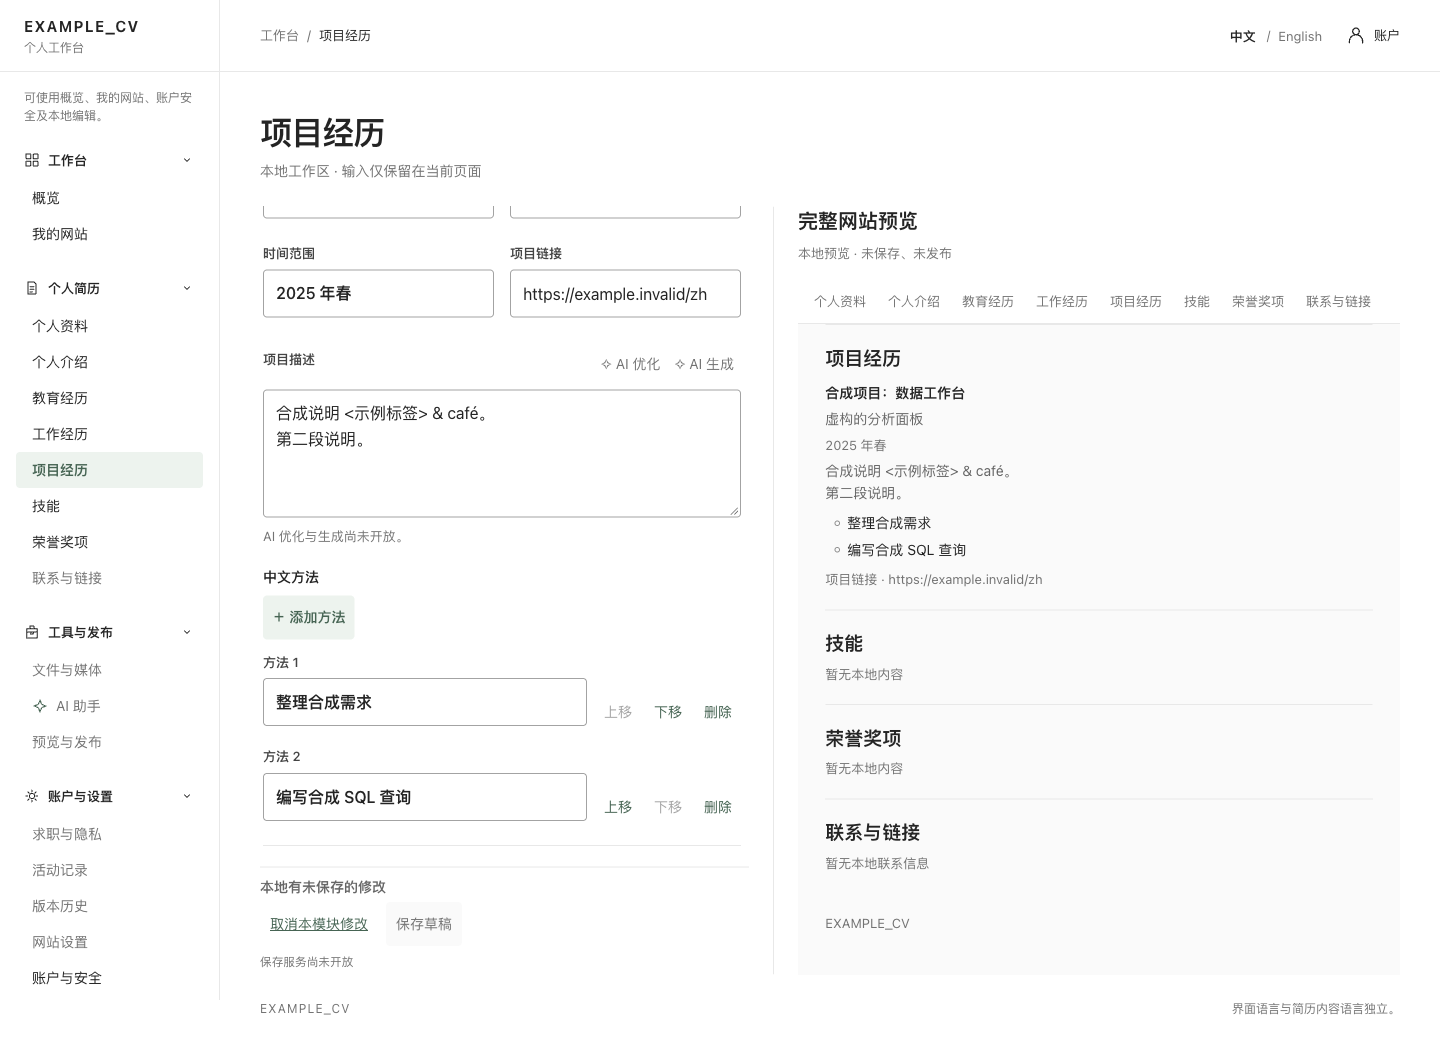 EXAMPLE_CV
个人工作台
可使用概览、我的网站、账户安
全及本地编辑。
工作台
概览
我的网站
个人简历
个人资料
个人介绍
教育经历
工作经历
项目经历
技能
荣誉奖项
联系与链接
工具与发布
文件与媒体
AI 助手
预览与发布
账户与设置
求职与隐私
活动记录
版本历史
网站设置
账户与安全
工作台 / 项目经历
中文 / English 账户
项目经历
本地工作区 · 输入仅保留在当前页面
时间范围 项目链接
2025 年春 https://example.invalid/zh
项目描述 AI 优化 AI 生成
合成说明 <示例标签> & café。
第二段说明。
AI 优化与生成尚未开放。
中文方法
+ 添加方法
方法 1
整理合成需求 上移 下移 删除
方法 2
编写合成 SQL 查询 上移 下移 删除
本地有未保存的修改
取消本模块修改 保存草稿
保存服务尚未开放
完整网站预览
本地预览 · 未保存、未发布
个人资料 个人介绍 教育经历 工作经历 项目经历 技能 荣誉奖项 联系与链接
项目经历
合成项目：数据工作台
虚构的分析面板
2025 年春
合成说明 <示例标签> & café。
第二段说明。
整理合成需求
编写合成 SQL 查询
项目链接 · https://example.invalid/zh
技能
暂无本地内容
荣誉奖项
暂无本地内容
联系与链接
暂无本地联系信息
EXAMPLE_CV
EXAMPLE_CV 界面语言与简历内容语言独立。